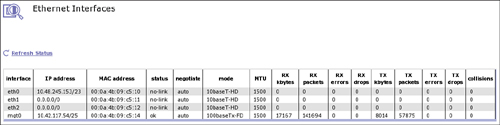 Ethernet Interfaces
Refresh Status
interface IP address MAC address status negotiate mode MTU RX kbytes RX packets RX errors RX drops TX kbytes TX packets TX errors TX drops collisions
eth0 10.48.245.153/23 00:0a:4b:09:c5:10 no-link auto 10baseT-HD 1500 0 0 0 0 0 0 0 0 0
eth1 0.0.0.0/0 00:0a:4b:09:c5:11 no-link auto 10baseT-HD 1500 0 0 0 0 0 0 0 0 0
eth2 0.0.0.0/0 00:0a:4b:09:c5:12 no-link auto 10baseT-HD 1500 0 0 0 0 0 0 0 0 0
mgt0 10.42.117.54/25 00:0a:4b:09:c5:14 ok auto 100baseTx-FD 1500 17167 141694 0 0 8014 57875 0 0 0